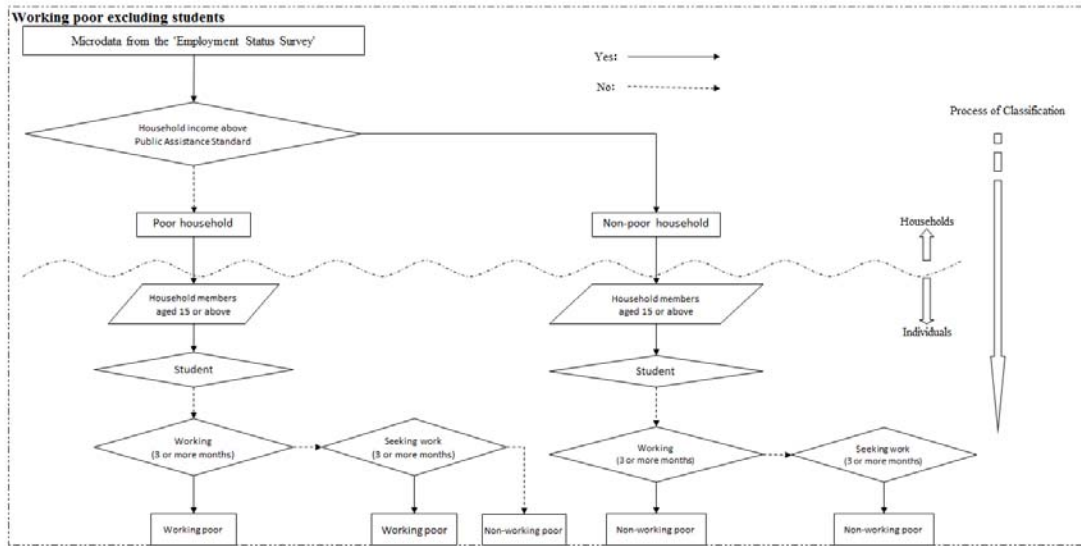 Working poor excluding students
Microdata from the 'Employment Status Survey'
Yes:
No:
Process of Classification
Household income above
Public Assistance Standard
Poor household
Non-poor household
Households
Household members
aged 15 or above
Household members
aged 15 or above
Individuals
Student
Student
Working
(3 or more months)
Seeking work
(3 or more months)
Working
(3 or more months)
Seeking work
(3 or more months)
Working poor
Working poor
Non-working poor
Non-working poor
Non-working poor